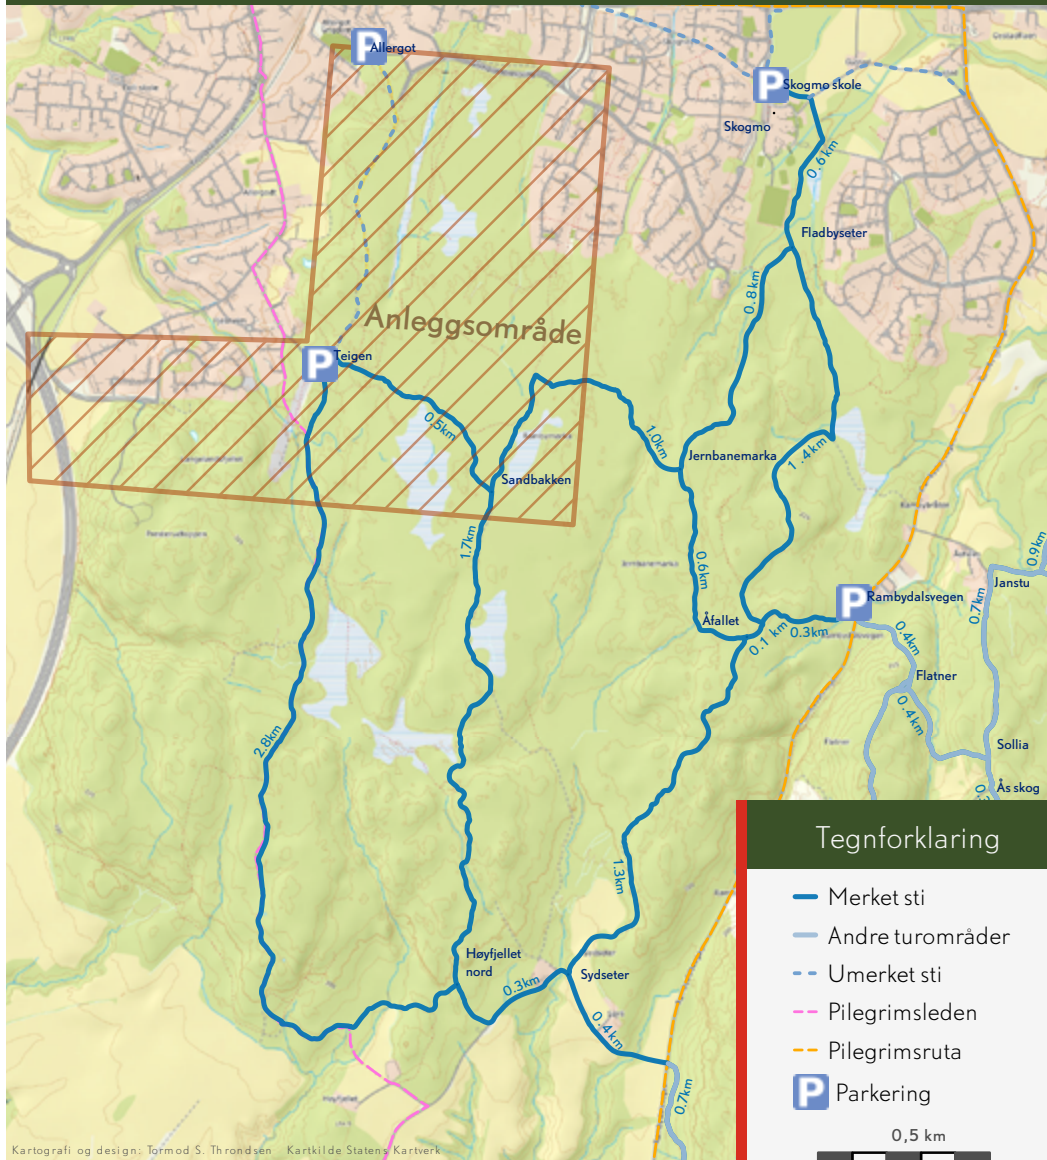 Allergot
Skogmo skole
Skogmo
0.6km
Fladbyseter
0.8km
Anleggsområde
Teigen
0.5km
1.0km
Jernbanemarka
1.4km
Sandbakken
1.7km
0.6km
0.9km
Janstu
0.7km
Rambydalsvegen
Åfallet
0.1 km
0.3km
0.4km
Flatner
0.4km
2.8km
Sollia
Ås skog
Tegnforklaring
1.3km
Merket sti
Andre turområder
Høyfjellet
nord
Sydseter
0.3km
Umerket sti
Pilegrimsleden
0.4km
Pilegrimsruta
Parkering
0.7km
0,5 km
Kartografi og design: Tormod S. Throndsen Kartkilde Statens Kartverk